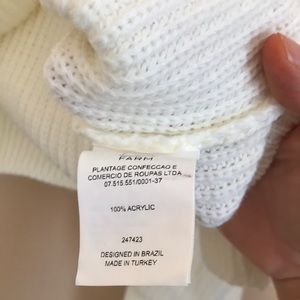 FARM
PLANTAGE CONFECCAO E
COMERCIO DE ROUPAS LTDA
07.515.551/0001-37
100% ACRYLIC
247423
DESIGNED IN BRAZIL
MADE IN TURKEY